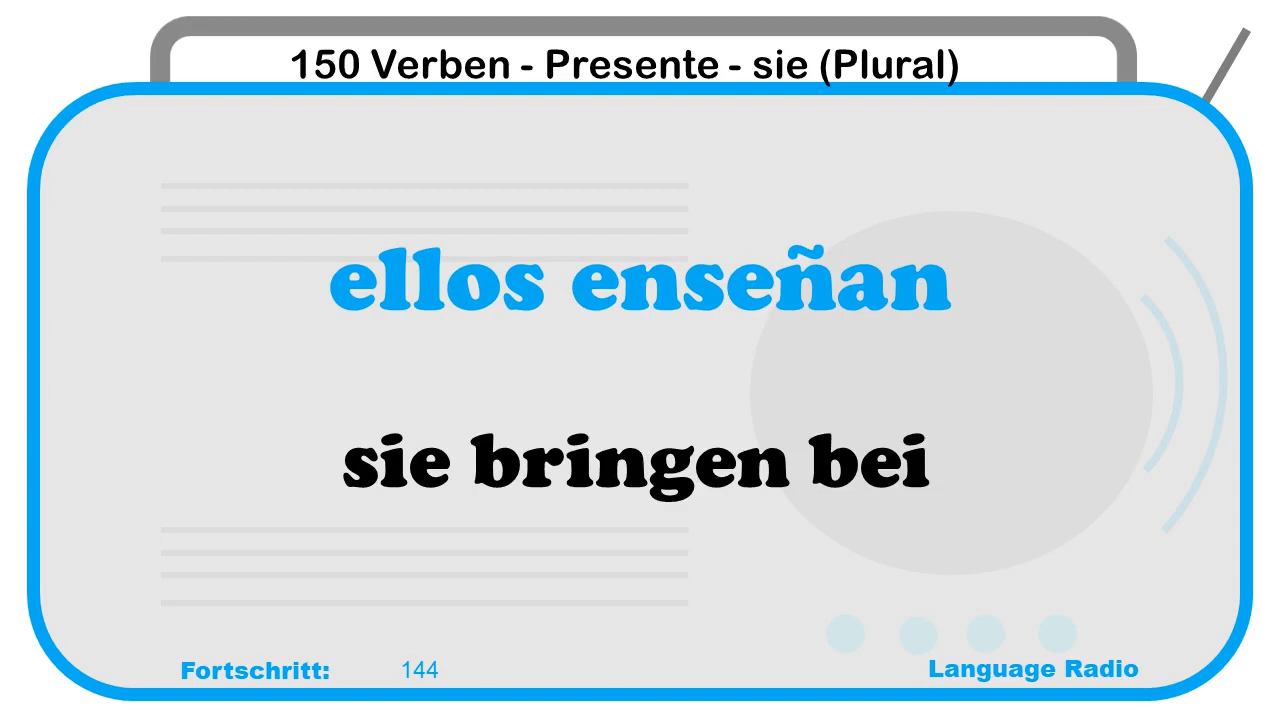 150 Verben - Presente - sie (Plural)
ellos enseñan
sie bringen bei
Fortschritt: 144
Language Radio